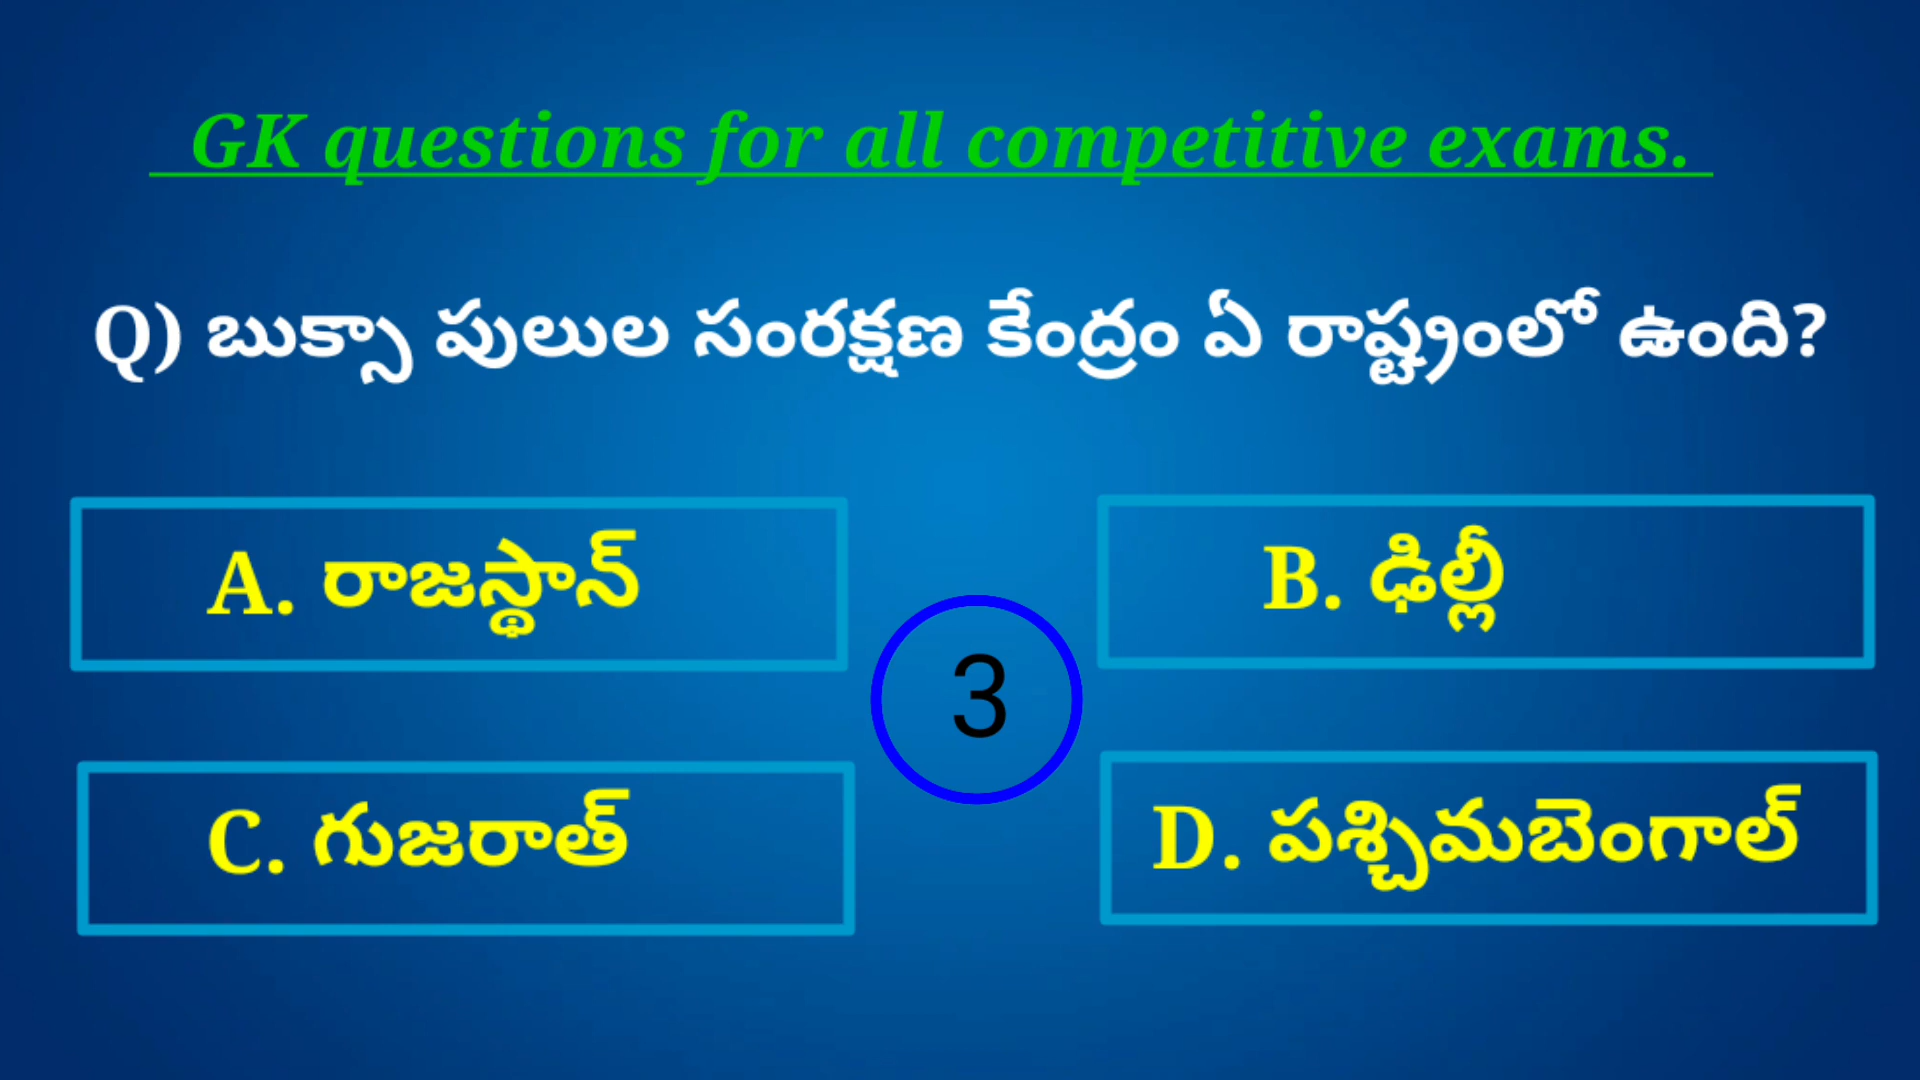 GK questions for all competitive exams.
Q) బుక్సా పులుల సంరక్షణ కేంద్రం ఏ రాష్ట్రంలో ఉంది?
A. రాజస్థాన్
B. ఢిల్లీ
3
C. గుజరాత్
D. పశ్చిమబెంగాల్